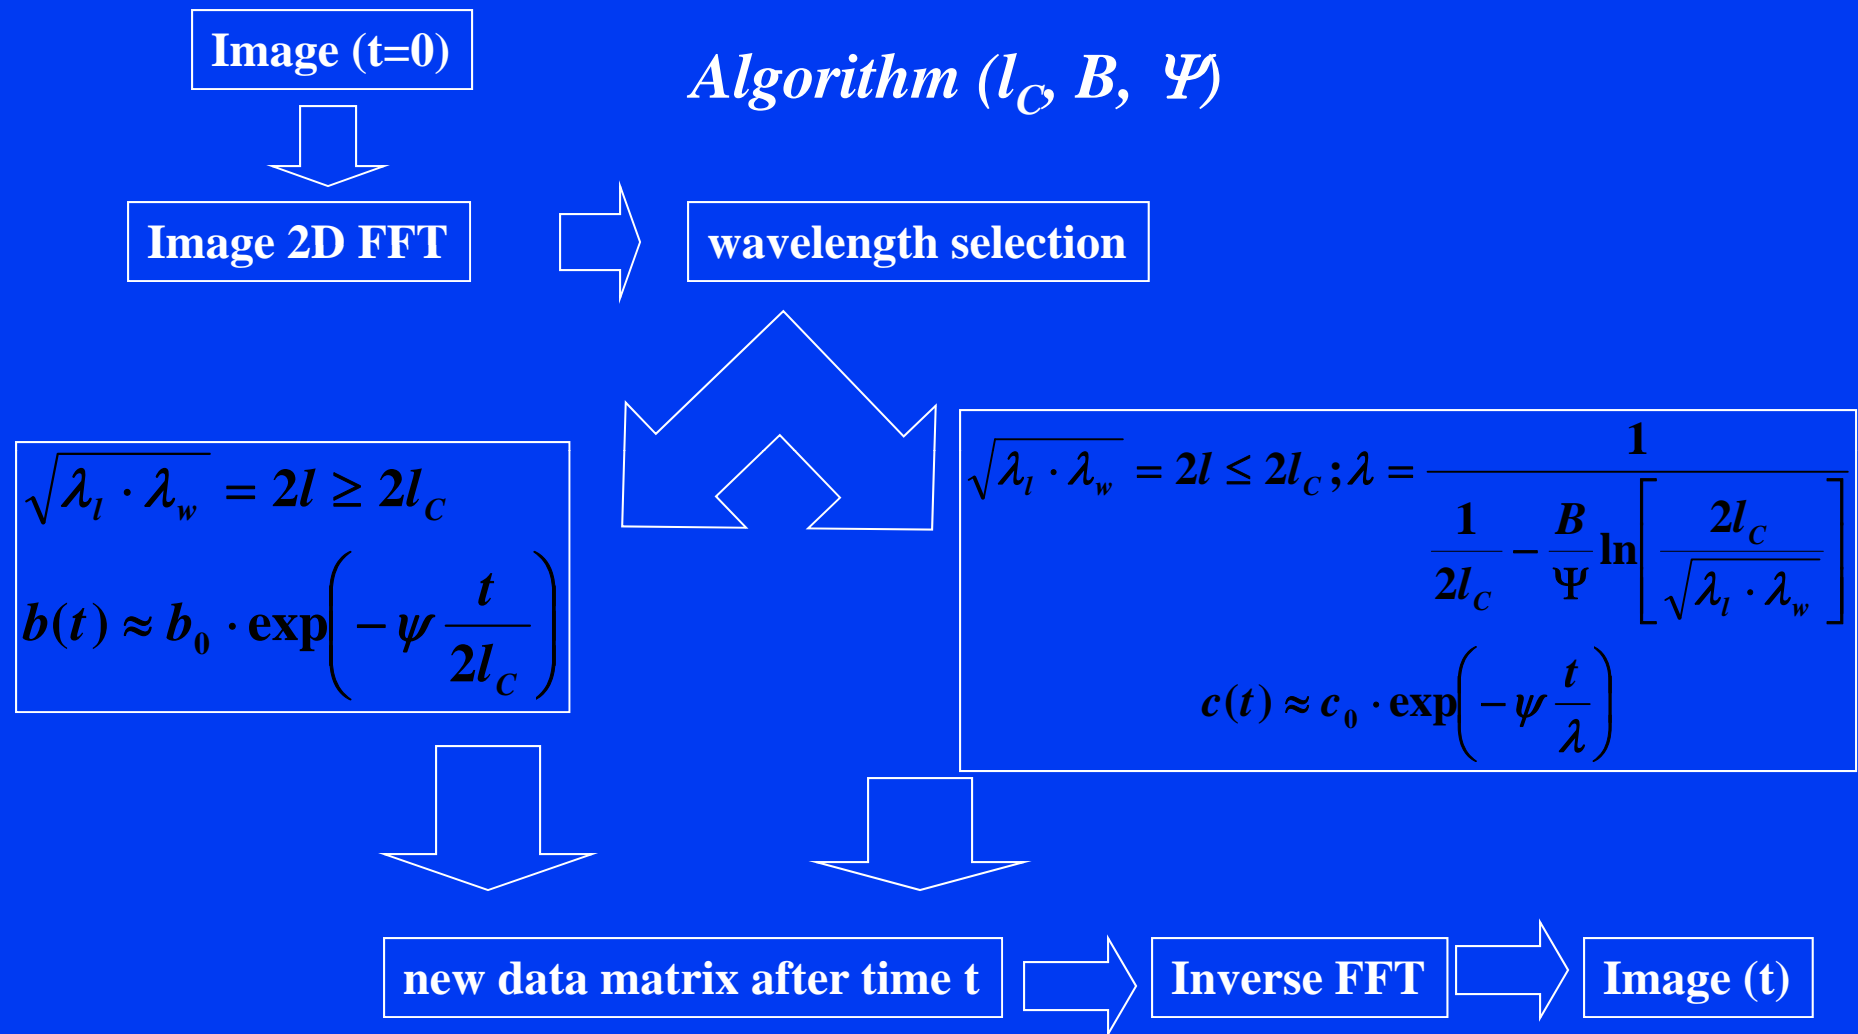 Image (t=0)
Algorithm (l_C, B, Ψ)
Image 2D FFT
wavelength selection
√(λ_l · λ_w) = 2l ≥ 2l_C
b(t) ≈ b_0 · exp(−ψ t/(2l_C))
√(λ_l · λ_w) = 2l ≤ 2l_C ; λ = 1/(1/(2l_C) − B/Ψ ln[2l_C/√(λ_l · λ_w)])
c(t) ≈ c_0 · exp(−ψ t/λ)
new data matrix after time t
Inverse FFT
Image (t)